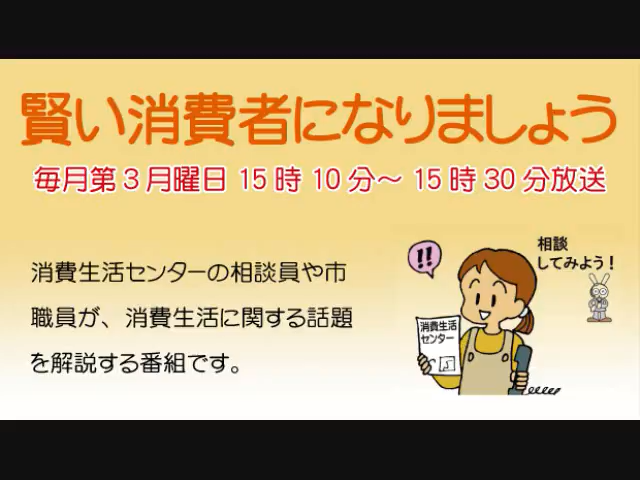 賢い消費者になりましょう
毎月第3月曜日 15時10分～15時30分放送
消費生活センターの相談員や市
職員が、消費生活に関する話題
を解説する番組です。
!!
相談
してみよう！
消費生活
センター